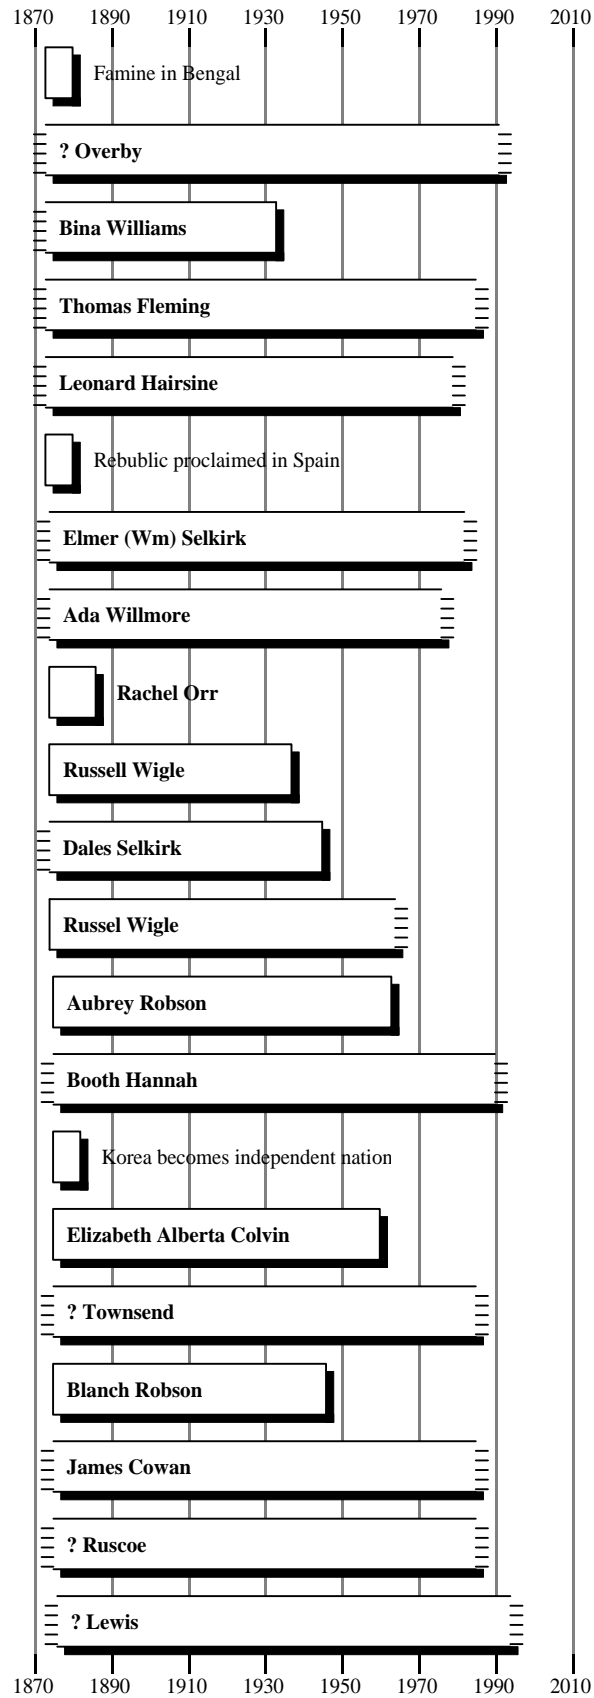 1870 1890 1910 1930 1950 1970 1990 2010
Famine in Bengal
? Overby
Bina Williams
Thomas Fleming
Leonard Hairsine
Rebublic proclaimed in Spain
Elmer (Wm) Selkirk
Ada Willmore
Rachel Orr
Russell Wigle
Dales Selkirk
Russel Wigle
Aubrey Robson
Booth Hannah
Korea becomes independent nation
Elizabeth Alberta Colvin
? Townsend
Blanch Robson
James Cowan
? Ruscoe
? Lewis
1870 1890 1910 1930 1950 1970 1990 2010